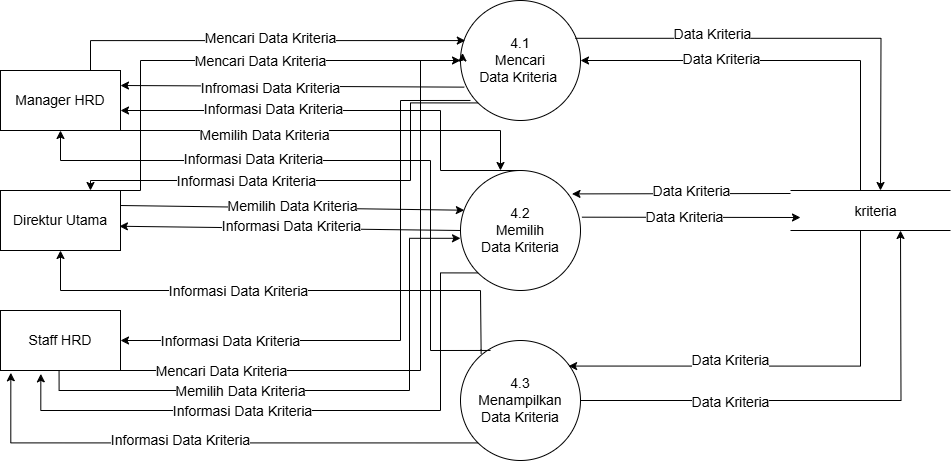 Mencari Data Kriteria
4.1
Mencari
Data Kriteria
Data Kriteria
Mencari Data Kriteria
Data Kriteria
Manager HRD
Infromasi Data Kriteria
Informasi Data Kriteria
Memilih Data Kriteria
Informasi Data Kriteria
Informasi Data Kriteria
Data Kriteria
Direktur Utama
Memilih Data Kriteria
4.2
Memilih
Data Kriteria
Data Kriteria
kriteria
Informasi Data Kriteria
Informasi Data Kriteria
Staff HRD
Informasi Data Kriteria
4.3
Menampilkan
Data Kriteria
Data Kriteria
Mencari Data Kriteria
Memilih Data Kriteria
Data Kriteria
Informasi Data Kriteria
Informasi Data Kriteria